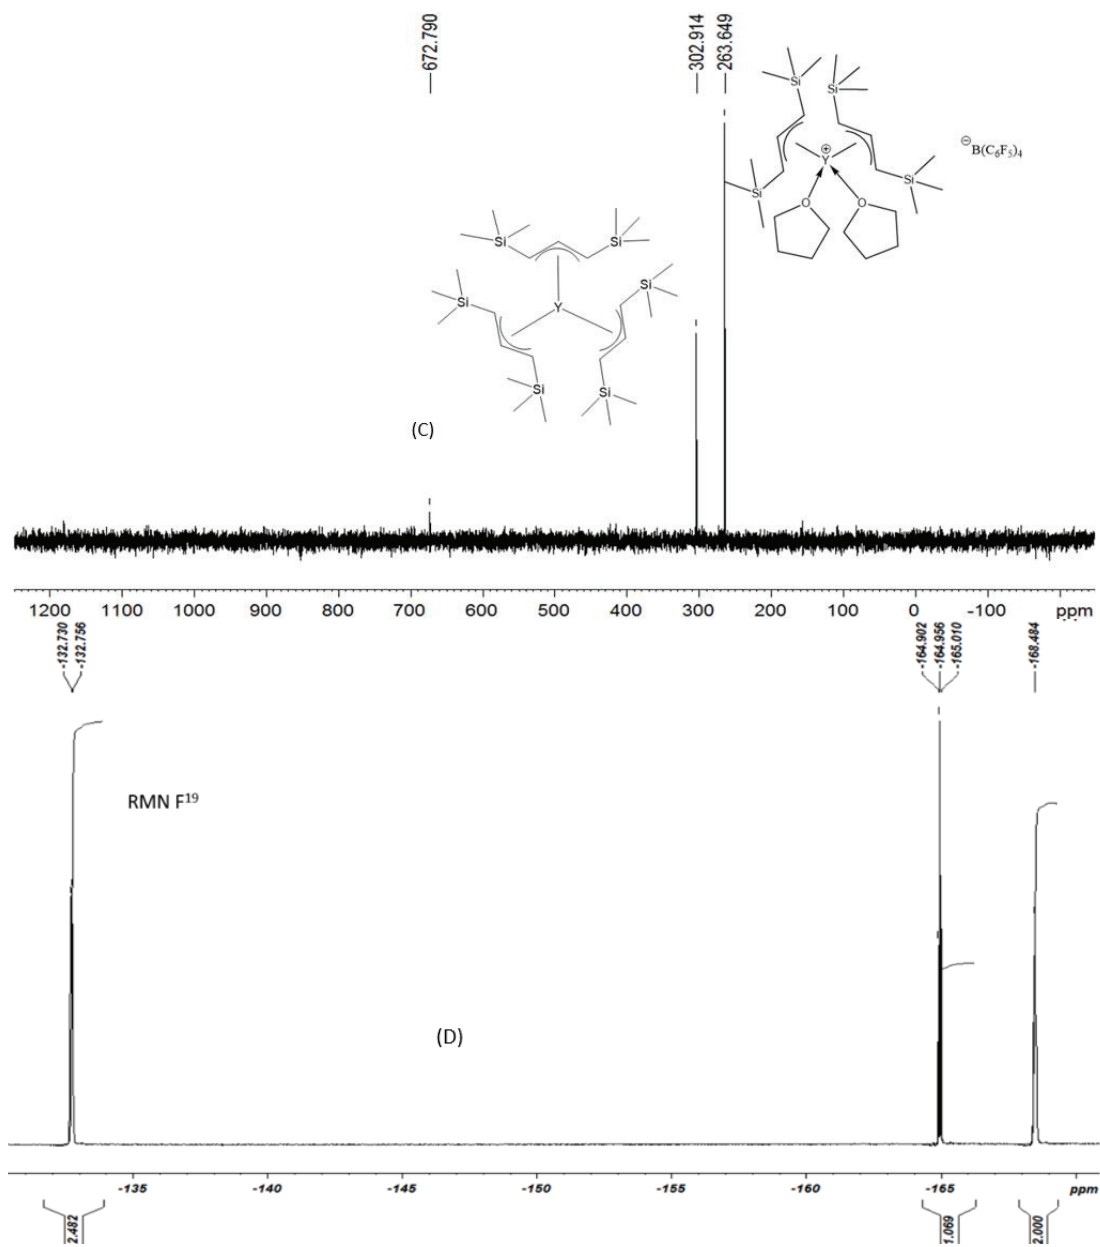 672.790
302.914
263.649
Si
Si
Y
⊕
O
O
Si
Si
⊖B(C6F5)4
Si
Si
Si
Si
Y
Si
Si
(C)
1200 1100 1000 900 800 700 600 500 400 300 200 100 0 -100 ppm
-132.730
-132.756
-164.902
-164.956
-165.010
-168.484
RMN F¹⁹
(D)
-135 -140 -145 -150 -155 -160 -165 ppm
2.482
1.069
2.000